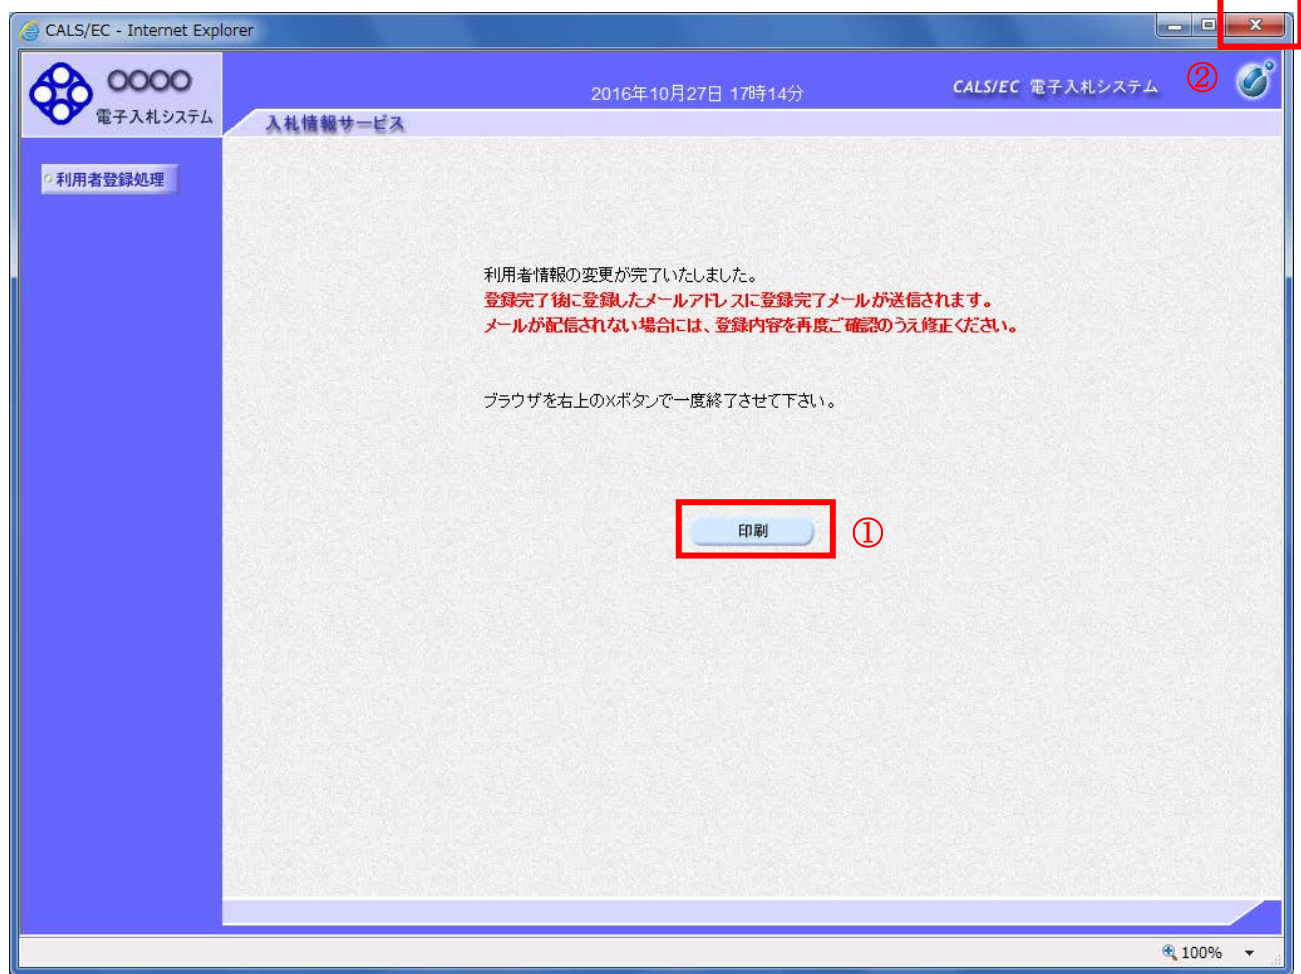 CALS/EC - Internet Explorer
○○○○
電子入札システム
2016年10月27日 17時14分
CALS/EC 電子入札システム
②
入札情報サービス
利用者登録処理
利用者情報の変更が完了いたしました。
登録完了後に登録したメールアドレスに登録完了メールが送信されます。
メールが配信されない場合には、登録内容を再度ご確認のうえ修正ください。
ブラウザを右上の×ボタンで一度終了させて下さい。
印刷
①
100%